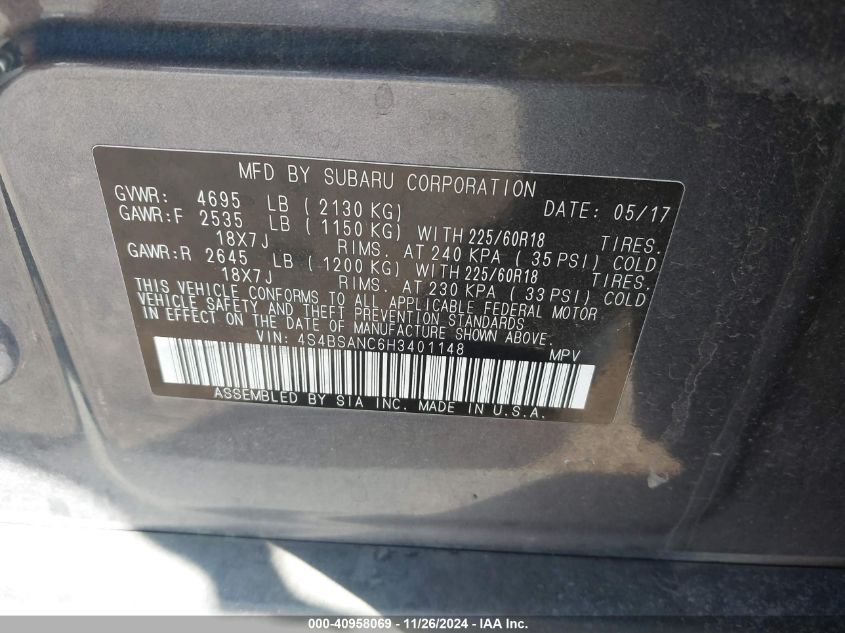 MFD BY SUBARU CORPORATION
GVWR: 4695 LB ( 2130 KG) DATE: 05/17
GAWR:F 2535 LB ( 1150 KG) WITH 225/60R18 TIRES.
18X7J RIMS. AT 240 KPA ( 35 PSI) COLD
GAWR:R 2645 LB ( 1200 KG) WITH 225/60R18 TIRES.
18X7J RIMS. AT 230 KPA ( 33 PSI) COLD
THIS VEHICLE CONFORMS TO ALL APPLICABLE FEDERAL MOTOR
VEHICLE SAFETY AND THEFT PREVENTION STANDARDS
IN EFFECT ON THE DATE OF MANUFACTURE SHOWN ABOVE.
VIN: 4S4BSANC6H3401148 MPV
ASSEMBLED BY SIA INC. MADE IN U.S.A.
000-40958069 - 11/26/2024 - IAA Inc.